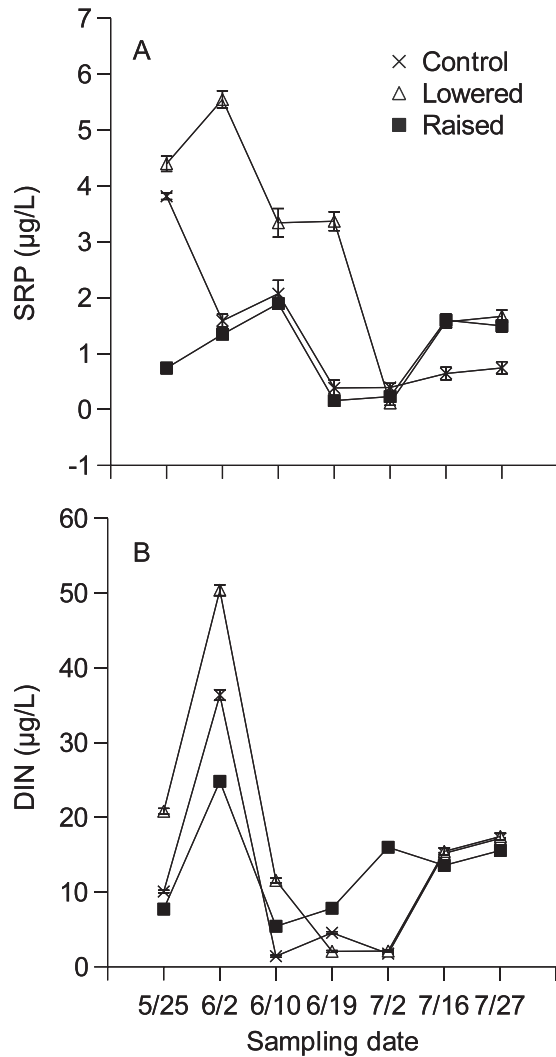 A
Control
Lowered
Raised
SRP (µg/L)
7
6
5
4
3
2
1
0
-1
B
DIN (µg/L)
60
50
40
30
20
10
0
5/25 6/2 6/10 6/19 7/2 7/16 7/27
Sampling date